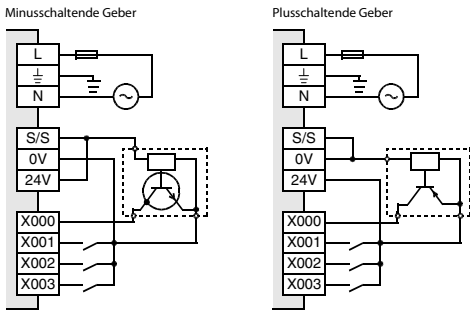 Minusschaltende Geber
L
N
S/S
0V
24V
X000
X001
X002
X003
Plusschaltende Geber
L
N
S/S
0V
24V
X000
X001
X002
X003